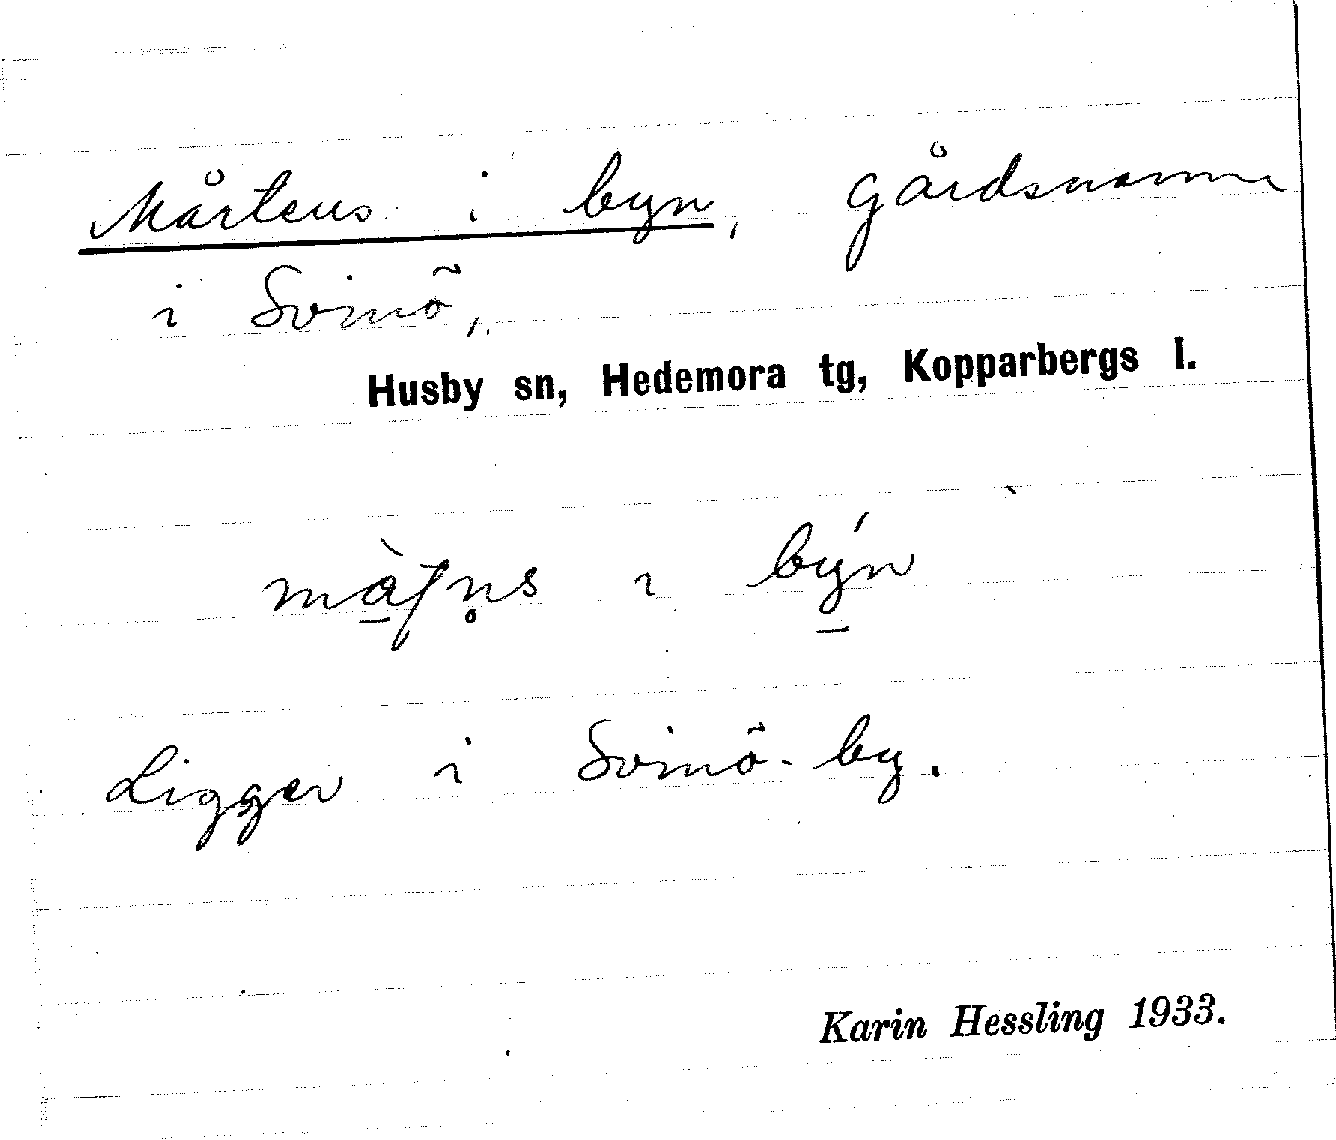 Mårtens i byn, gårdsnamn
i Svinö,
Husby sn, Hedemora tg, Kopparbergs l.
i byn
Ligger i Svinö by.
Karin Hessling 1933.